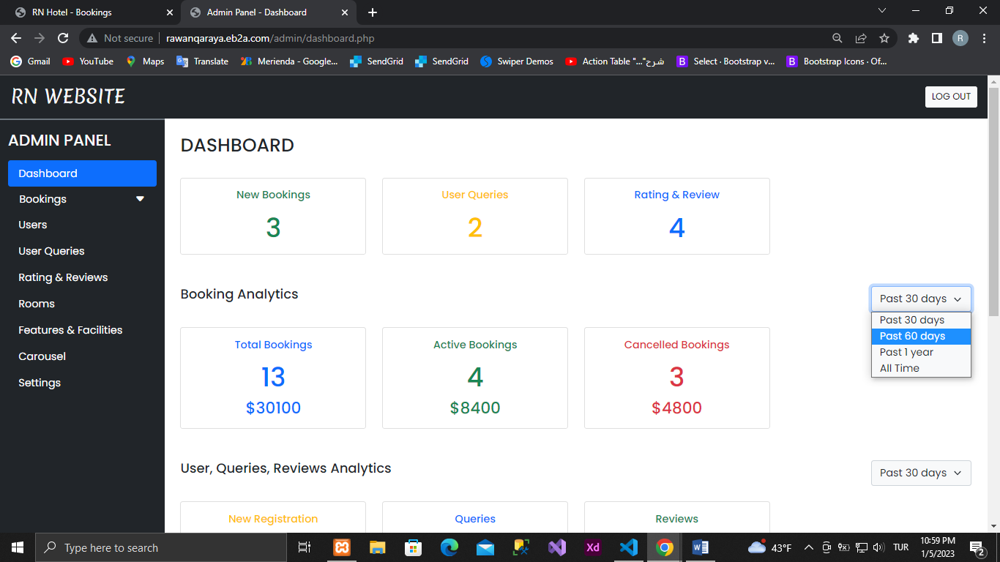 RN Hotel - Bookings
Admin Panel - Dashboard
Not secure | rawanqaraya.eb2a.com/admin/dashboard.php
R
Gmail YouTube Maps Translate Merienda - Google... SendGrid SendGrid Swiper Demos Action Table "..."شرح B Select · Bootstrap v... B Bootstrap Icons · Of...
RN WEBSITE
LOG OUT
ADMIN PANEL
Dashboard
Bookings
Users
User Queries
Rating & Reviews
Rooms
Features & Facilities
Carousel
Settings
DASHBOARD
New Bookings
3
User Queries
2
Rating & Review
4
Booking Analytics
Past 30 days
Past 30 days
Past 60 days
Past 1 year
All Time
Total Bookings
13
$30100
Active Bookings
4
$8400
Cancelled Bookings
3
$4800
User, Queries, Reviews Analytics
Past 30 days
New Registration
Queries
Reviews
Type here to search
Xd
43°F
TUR
10:59 PM
1/5/2023
2